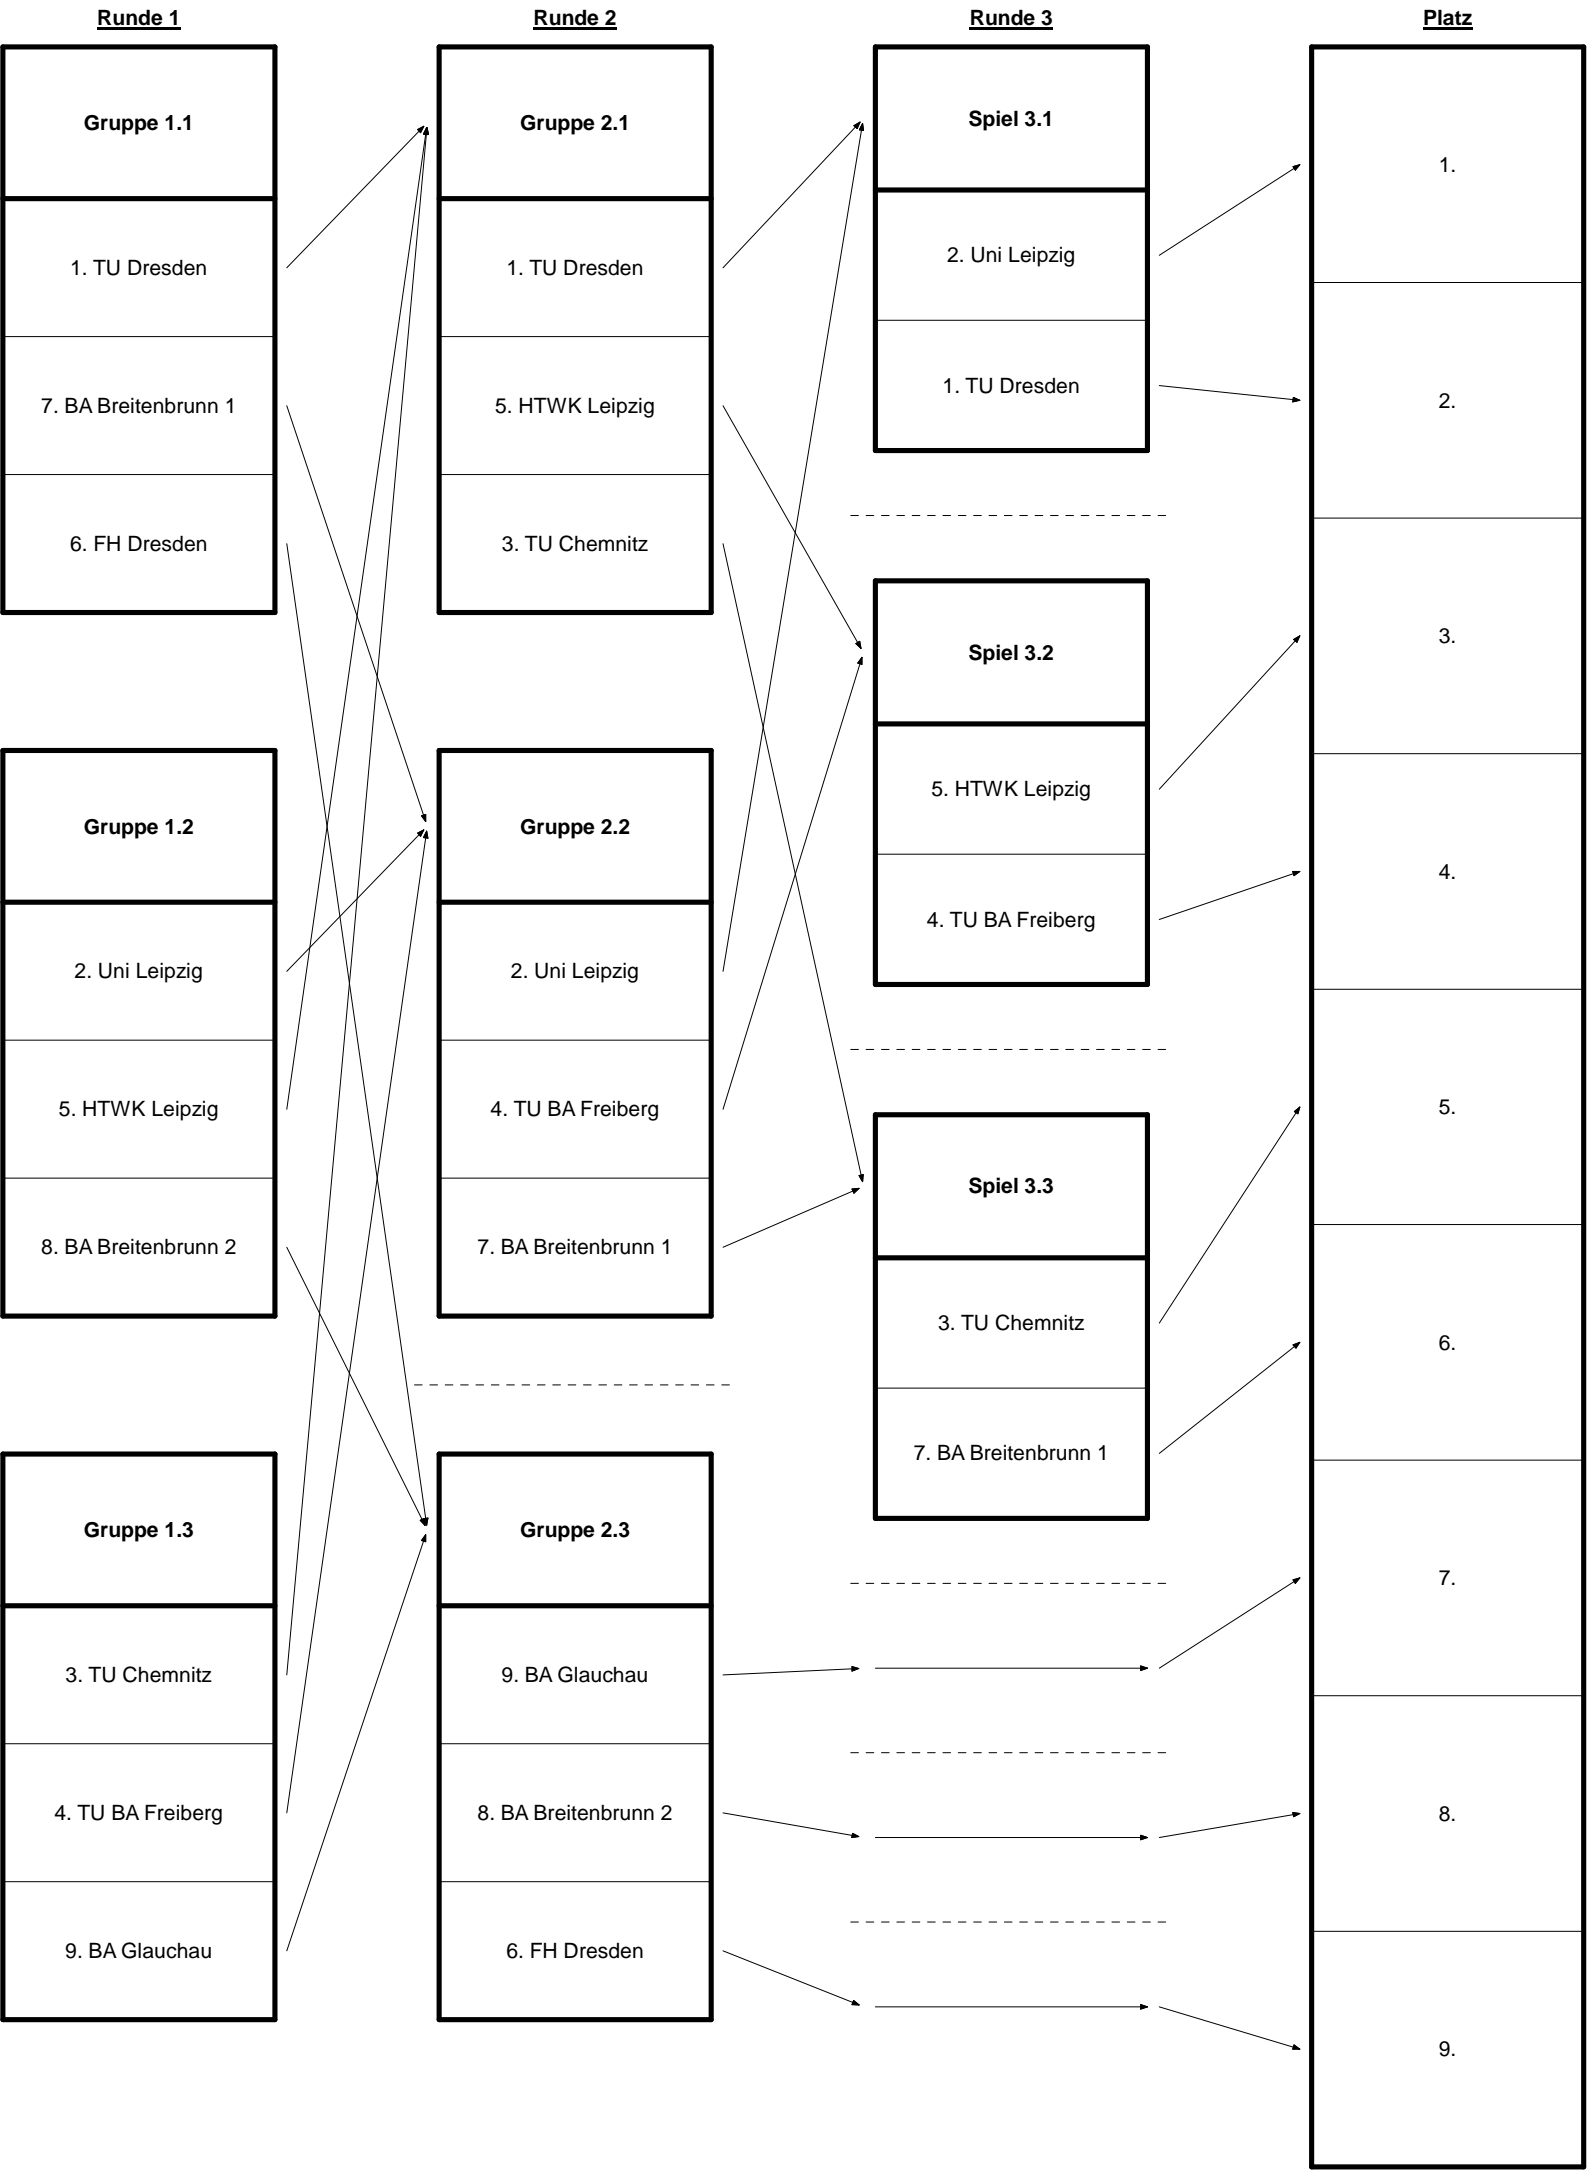 Runde 1
Runde 2
Runde 3
Platz
Gruppe 1.1
1. TU Dresden
7. BA Breitenbrunn 1
6. FH Dresden
Gruppe 1.2
2. Uni Leipzig
5. HTWK Leipzig
8. BA Breitenbrunn 2
Gruppe 1.3
3. TU Chemnitz
4. TU BA Freiberg
9. BA Glauchau
Gruppe 2.1
1. TU Dresden
5. HTWK Leipzig
3. TU Chemnitz
Gruppe 2.2
2. Uni Leipzig
4. TU BA Freiberg
7. BA Breitenbrunn 1
Gruppe 2.3
9. BA Glauchau
8. BA Breitenbrunn 2
6. FH Dresden
Spiel 3.1
2. Uni Leipzig
1. TU Dresden
Spiel 3.2
5. HTWK Leipzig
4. TU BA Freiberg
Spiel 3.3
3. TU Chemnitz
7. BA Breitenbrunn 1
1.
2.
3.
4.
5.
6.
7.
8.
9.